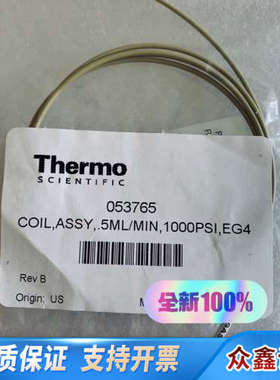 Thermo
SCIENTIFIC
053765
COIL,ASSY,.5ML/MIN,1000PSI,EG4
Rev B
Origin: US
全新100%
质保证 支持开票 众鑫